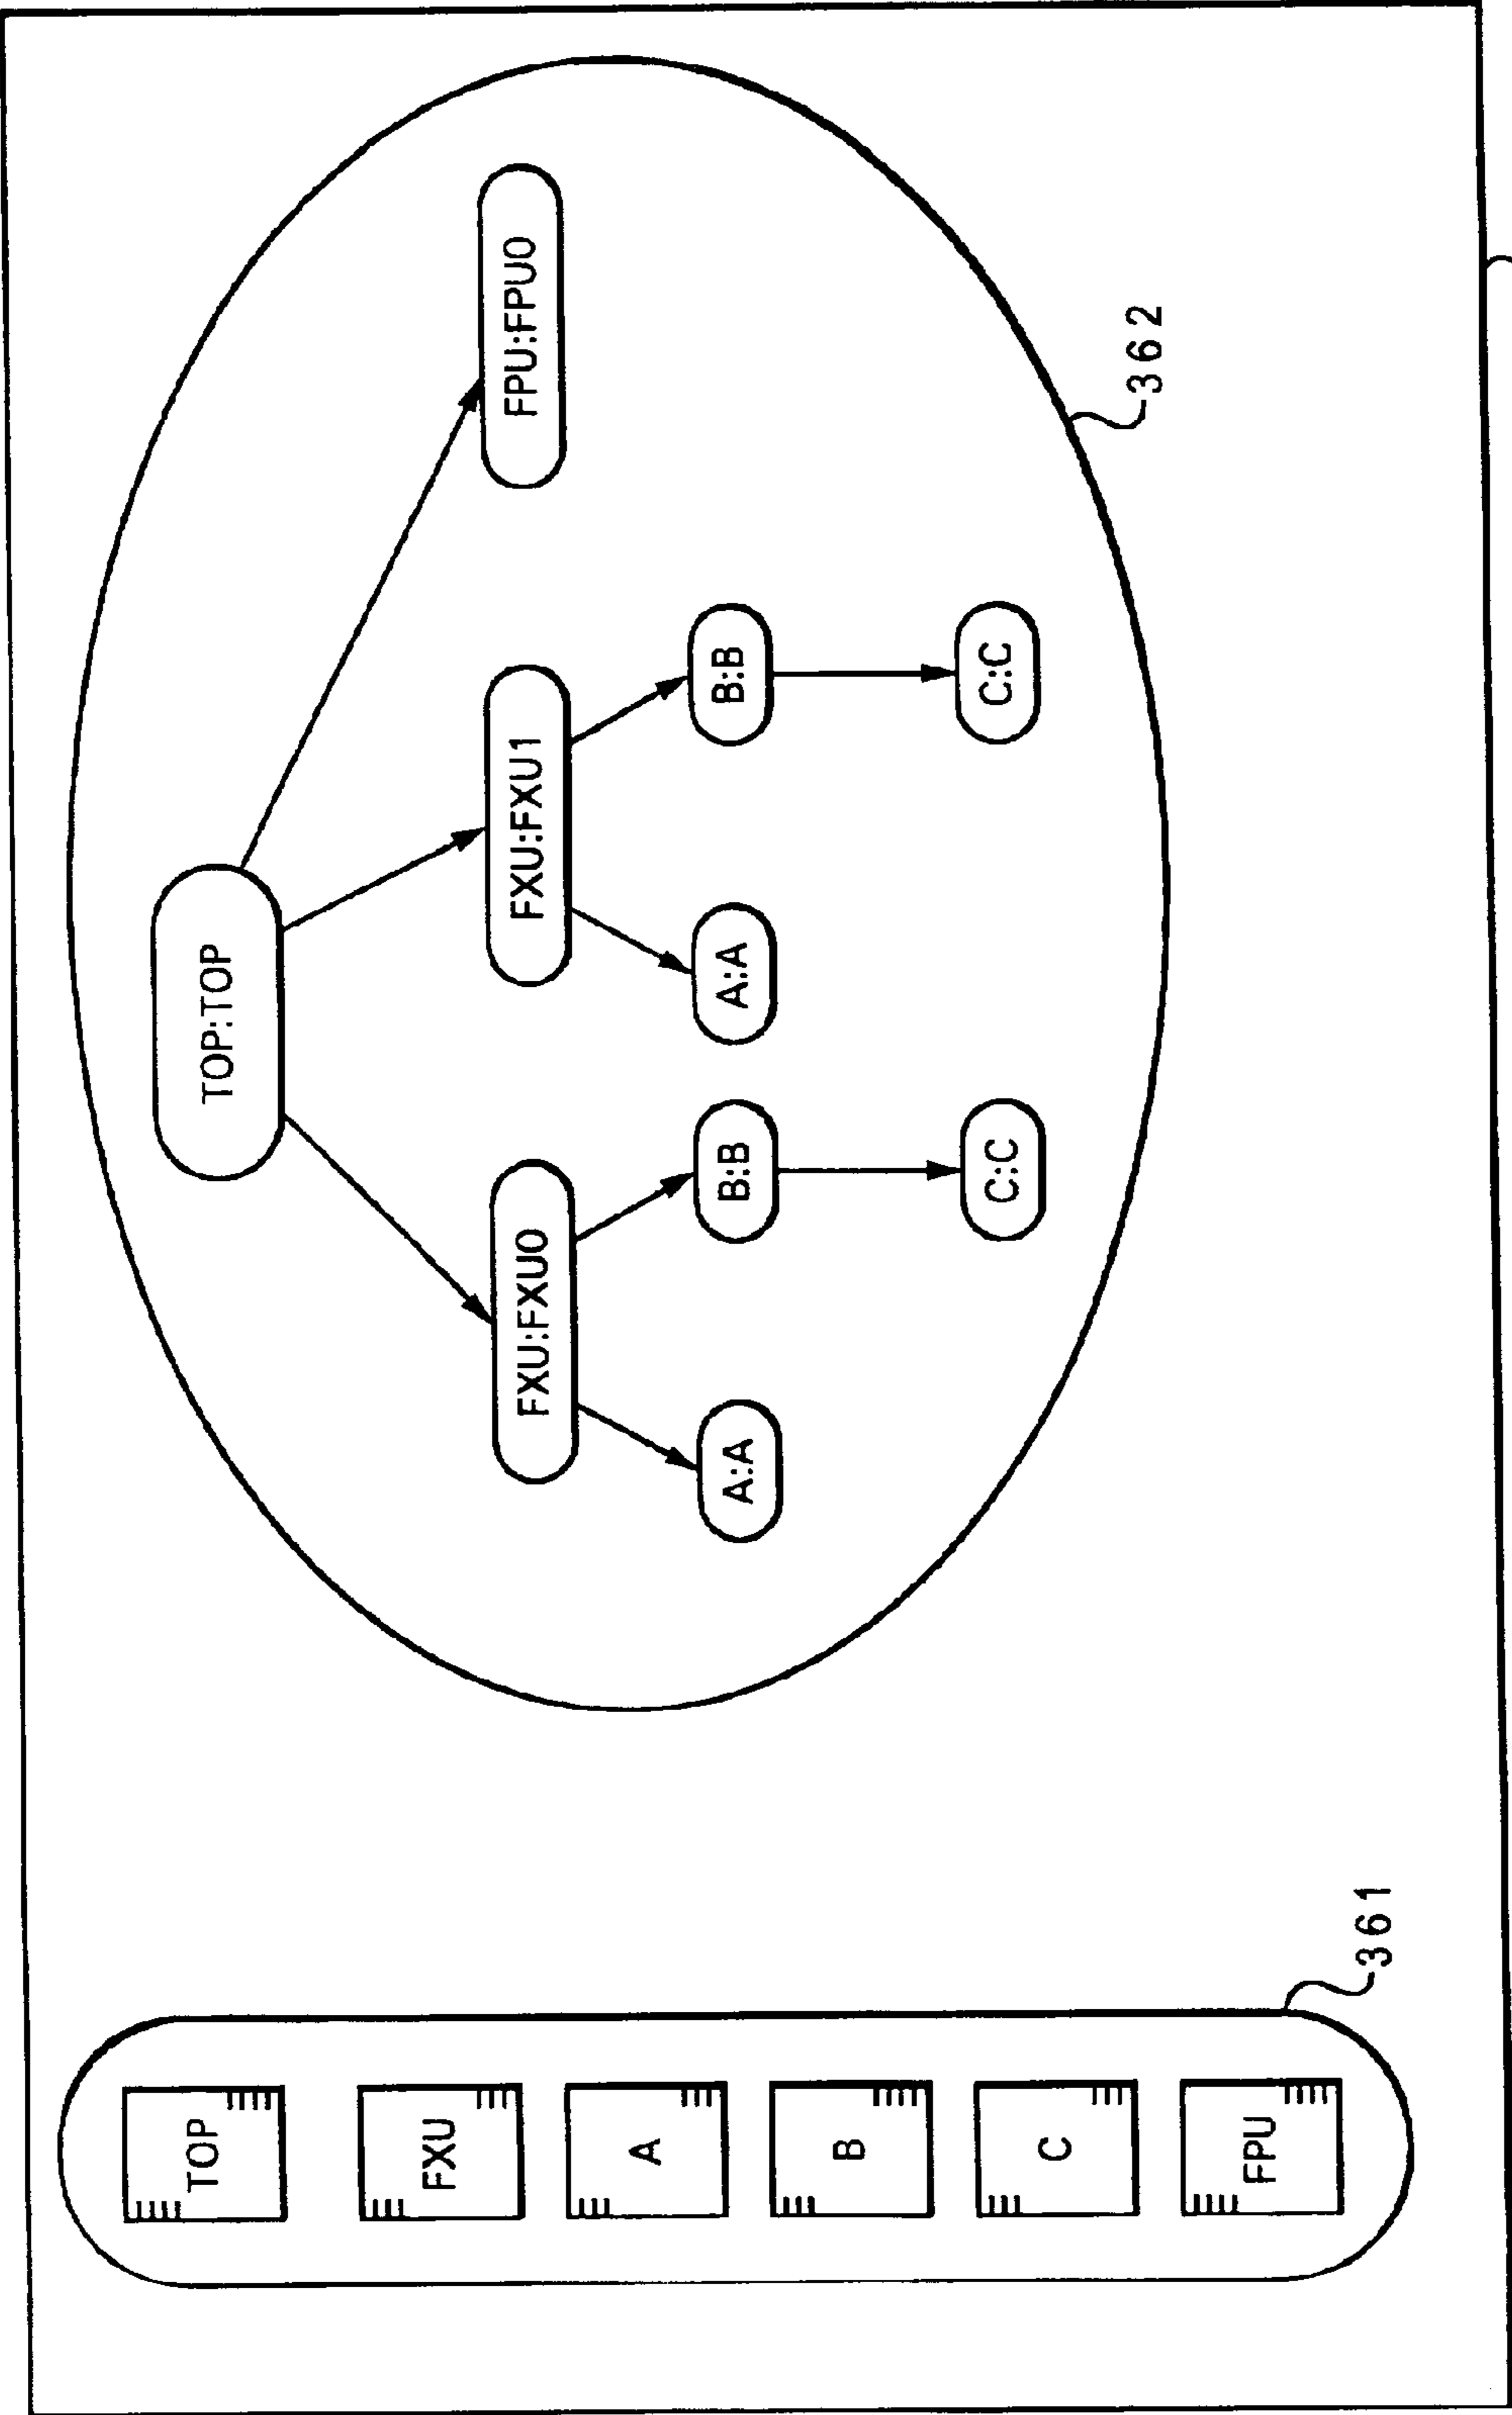 TOP
FXU
A
B
C
FPU
361
TOP:TOP
FXU:FXU0
FXU:FXU1
FPU:FPU0
A:A
B:B
A:A
B:B
C:C
C:C
362